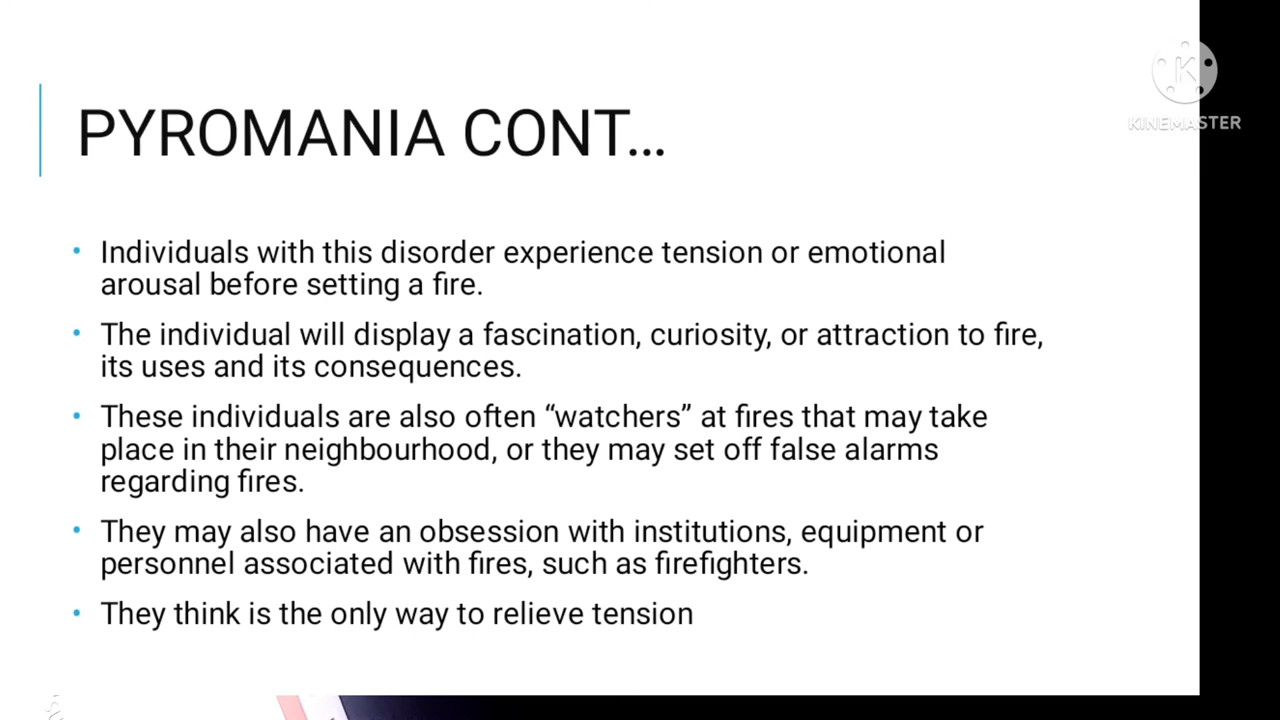 PYROMANIA CONT...
K
KINEMASTER
• Individuals with this disorder experience tension or emotional
arousal before setting a fire.
• The individual will display a fascination, curiosity, or attraction to fire,
its uses and its consequences.
• These individuals are also often “watchers” at fires that may take
place in their neighbourhood, or they may set off false alarms
regarding fires.
• They may also have an obsession with institutions, equipment or
personnel associated with fires, such as firefighters.
• They think is the only way to relieve tension